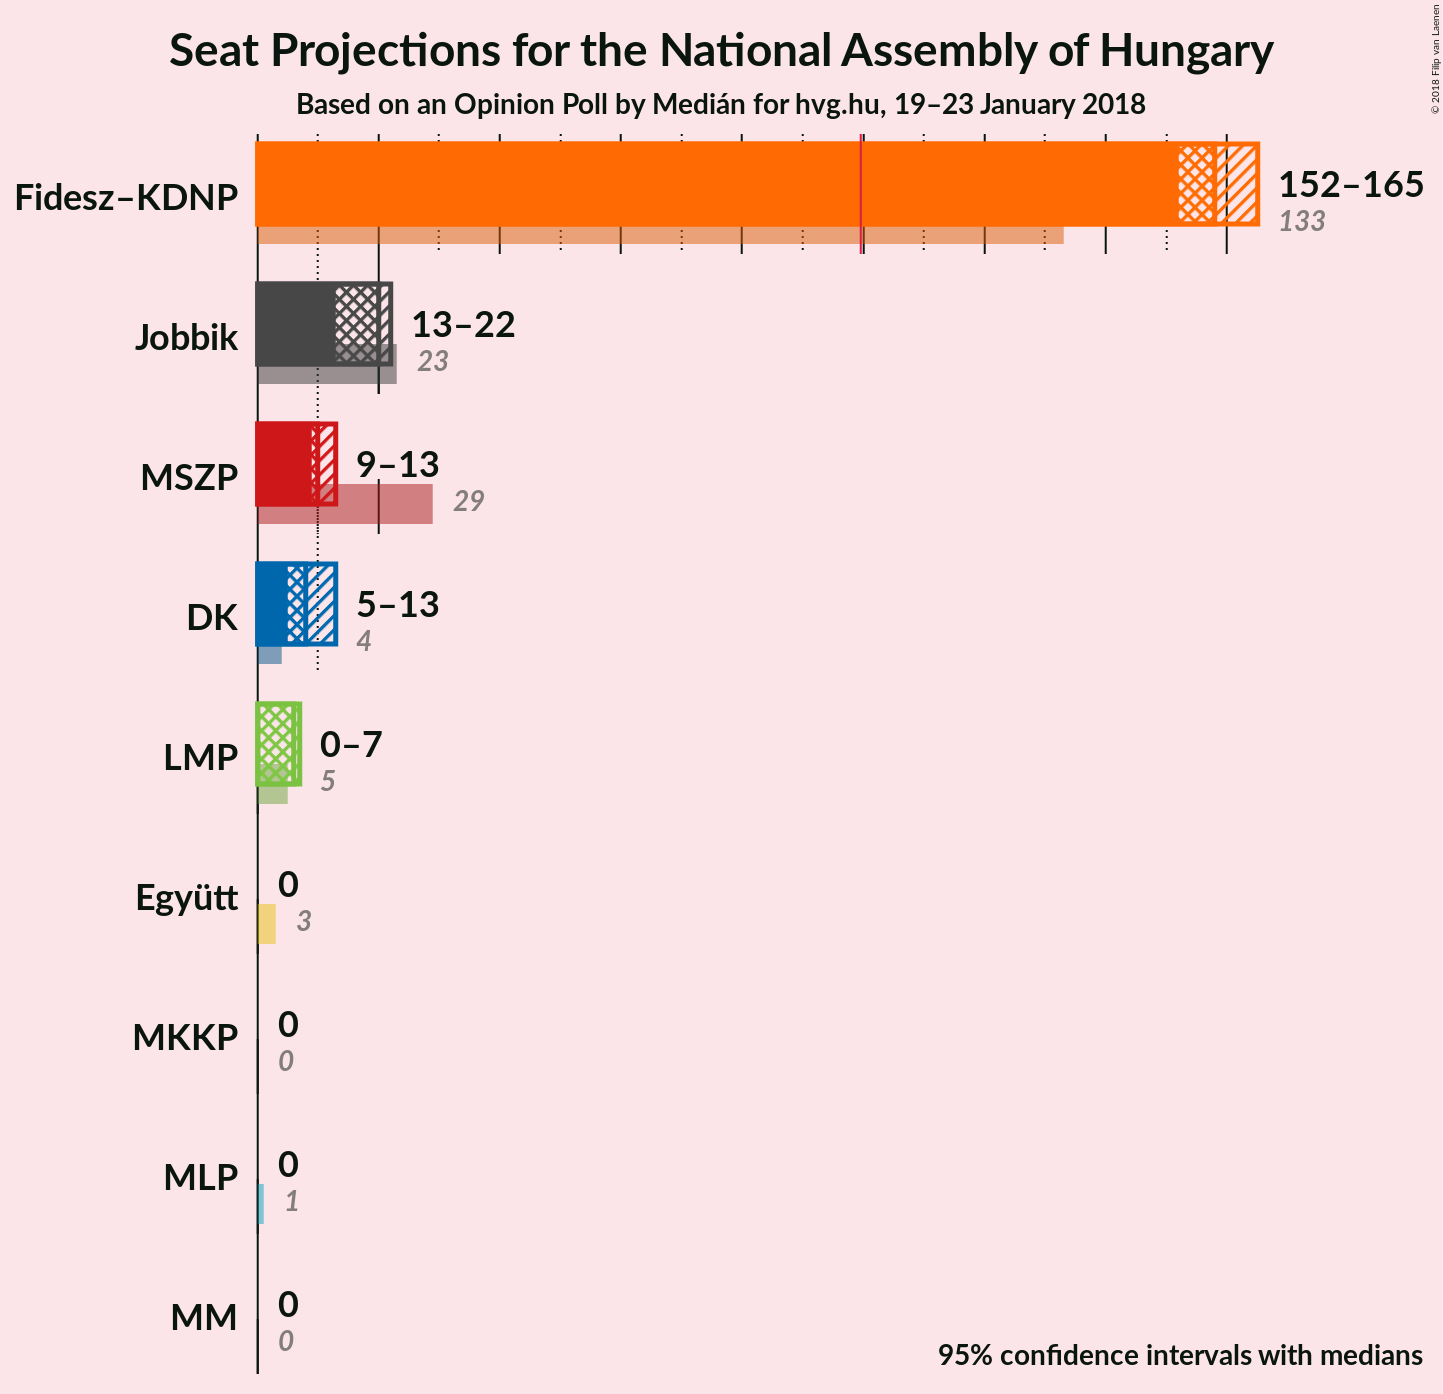 Seat Projections for the National Assembly of Hungary
Based on an Opinion Poll by Medián for hvg.hu, 19–23 January 2018
© 2018 Filip van Laenen
Fidesz–KDNP
152–165
133
Jobbik
13–22
23
MSZP
9–13
29
DK
5–13
4
LMP
0–7
5
Együtt
0
3
MKKP
0
0
MLP
0
1
MM
0
0
95% confidence intervals with medians